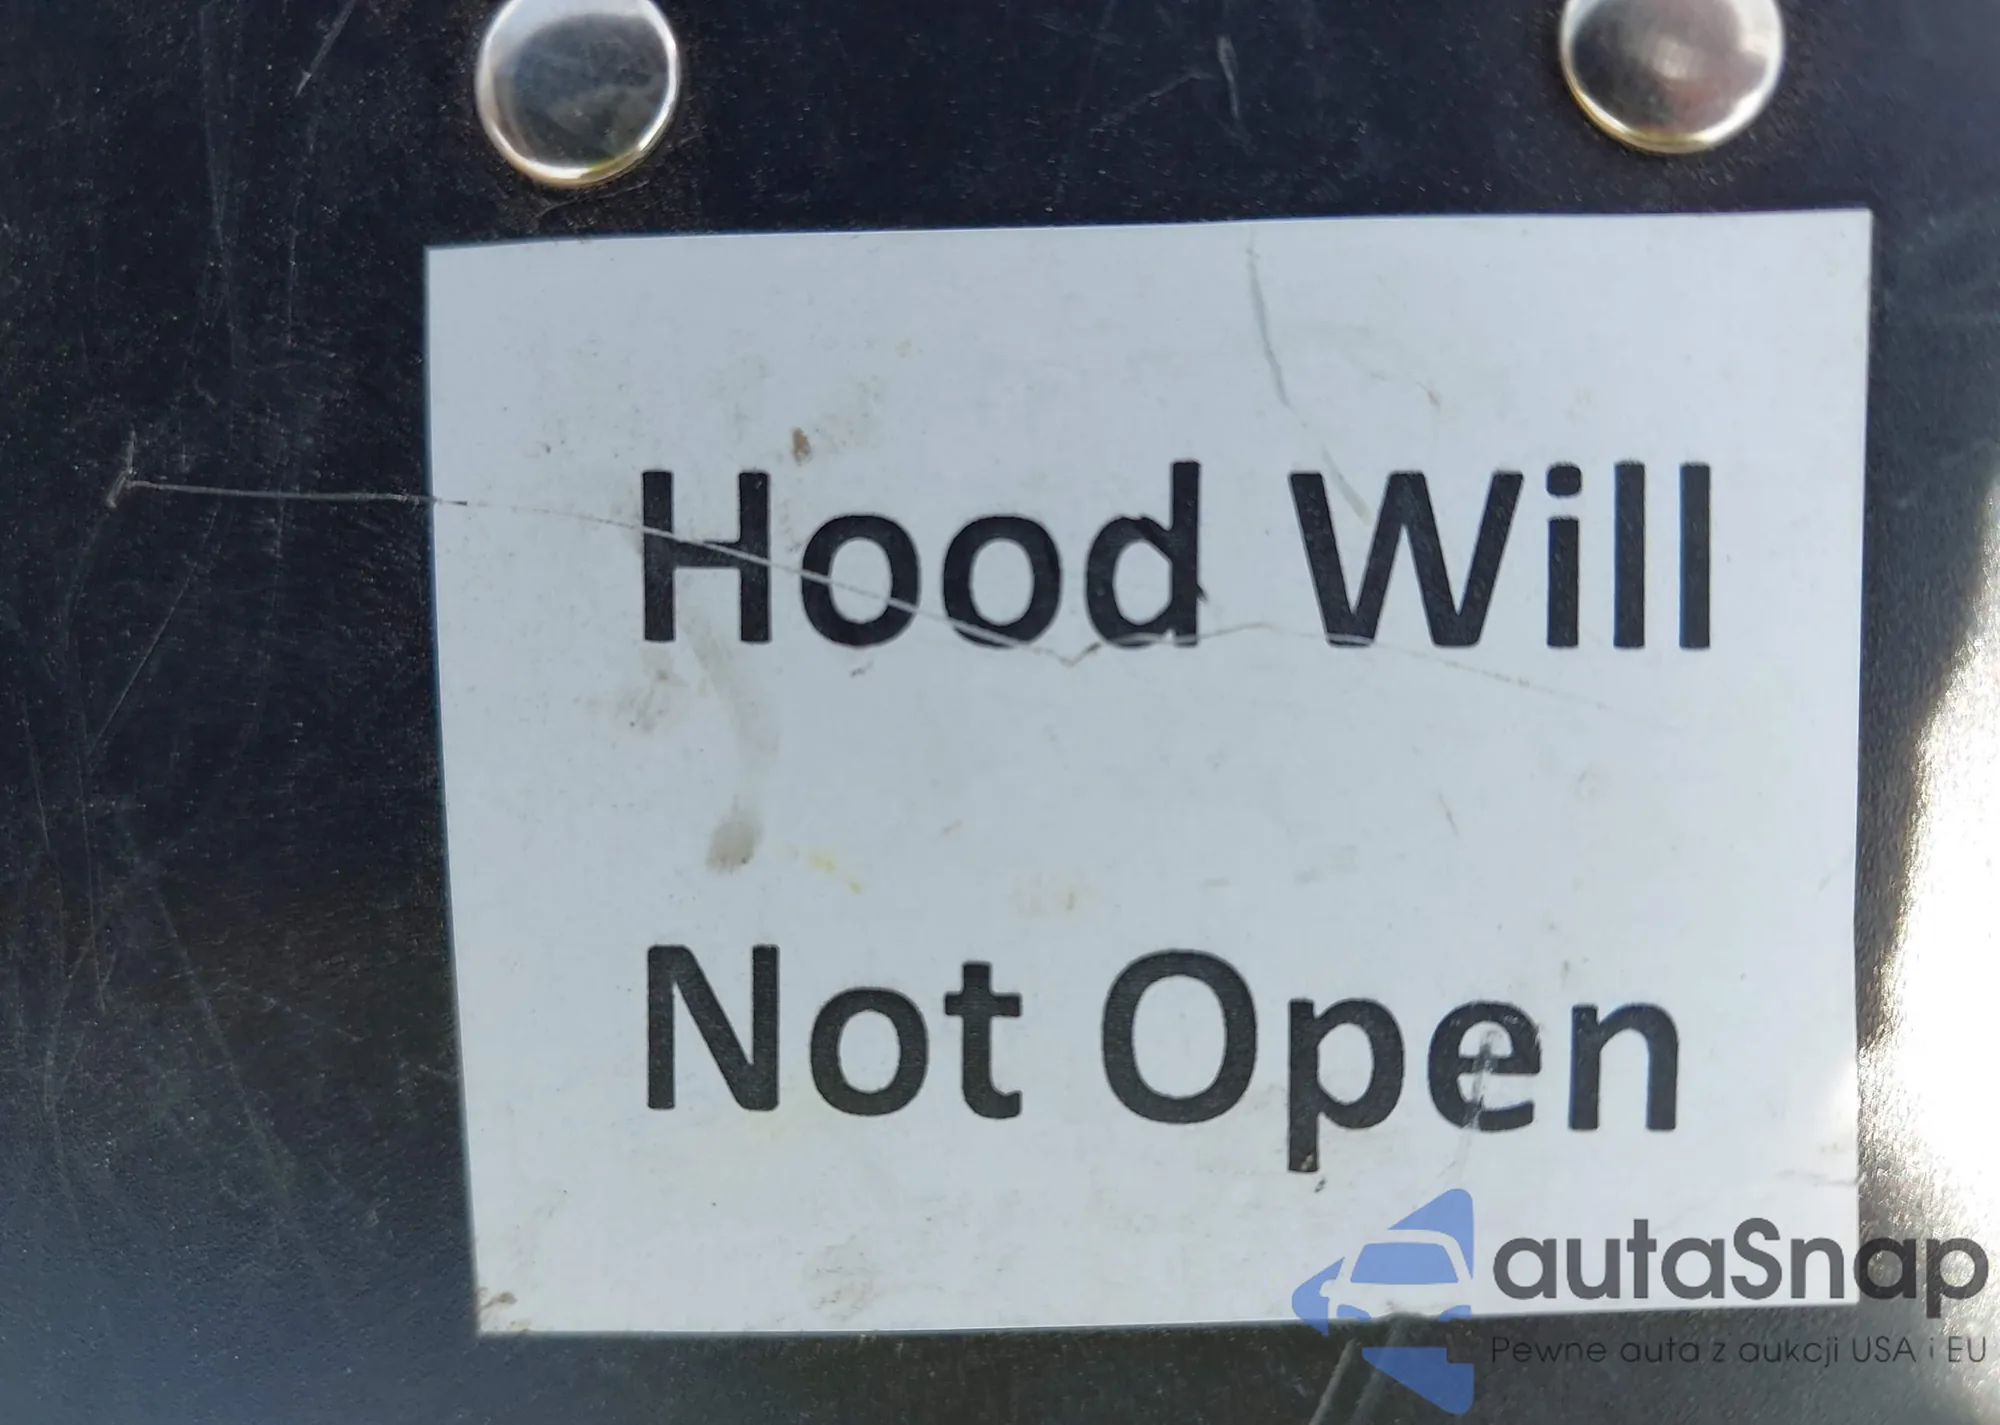 Hood Will
Not Open
autaSnap
Pewne auta z aukcji USA i EU